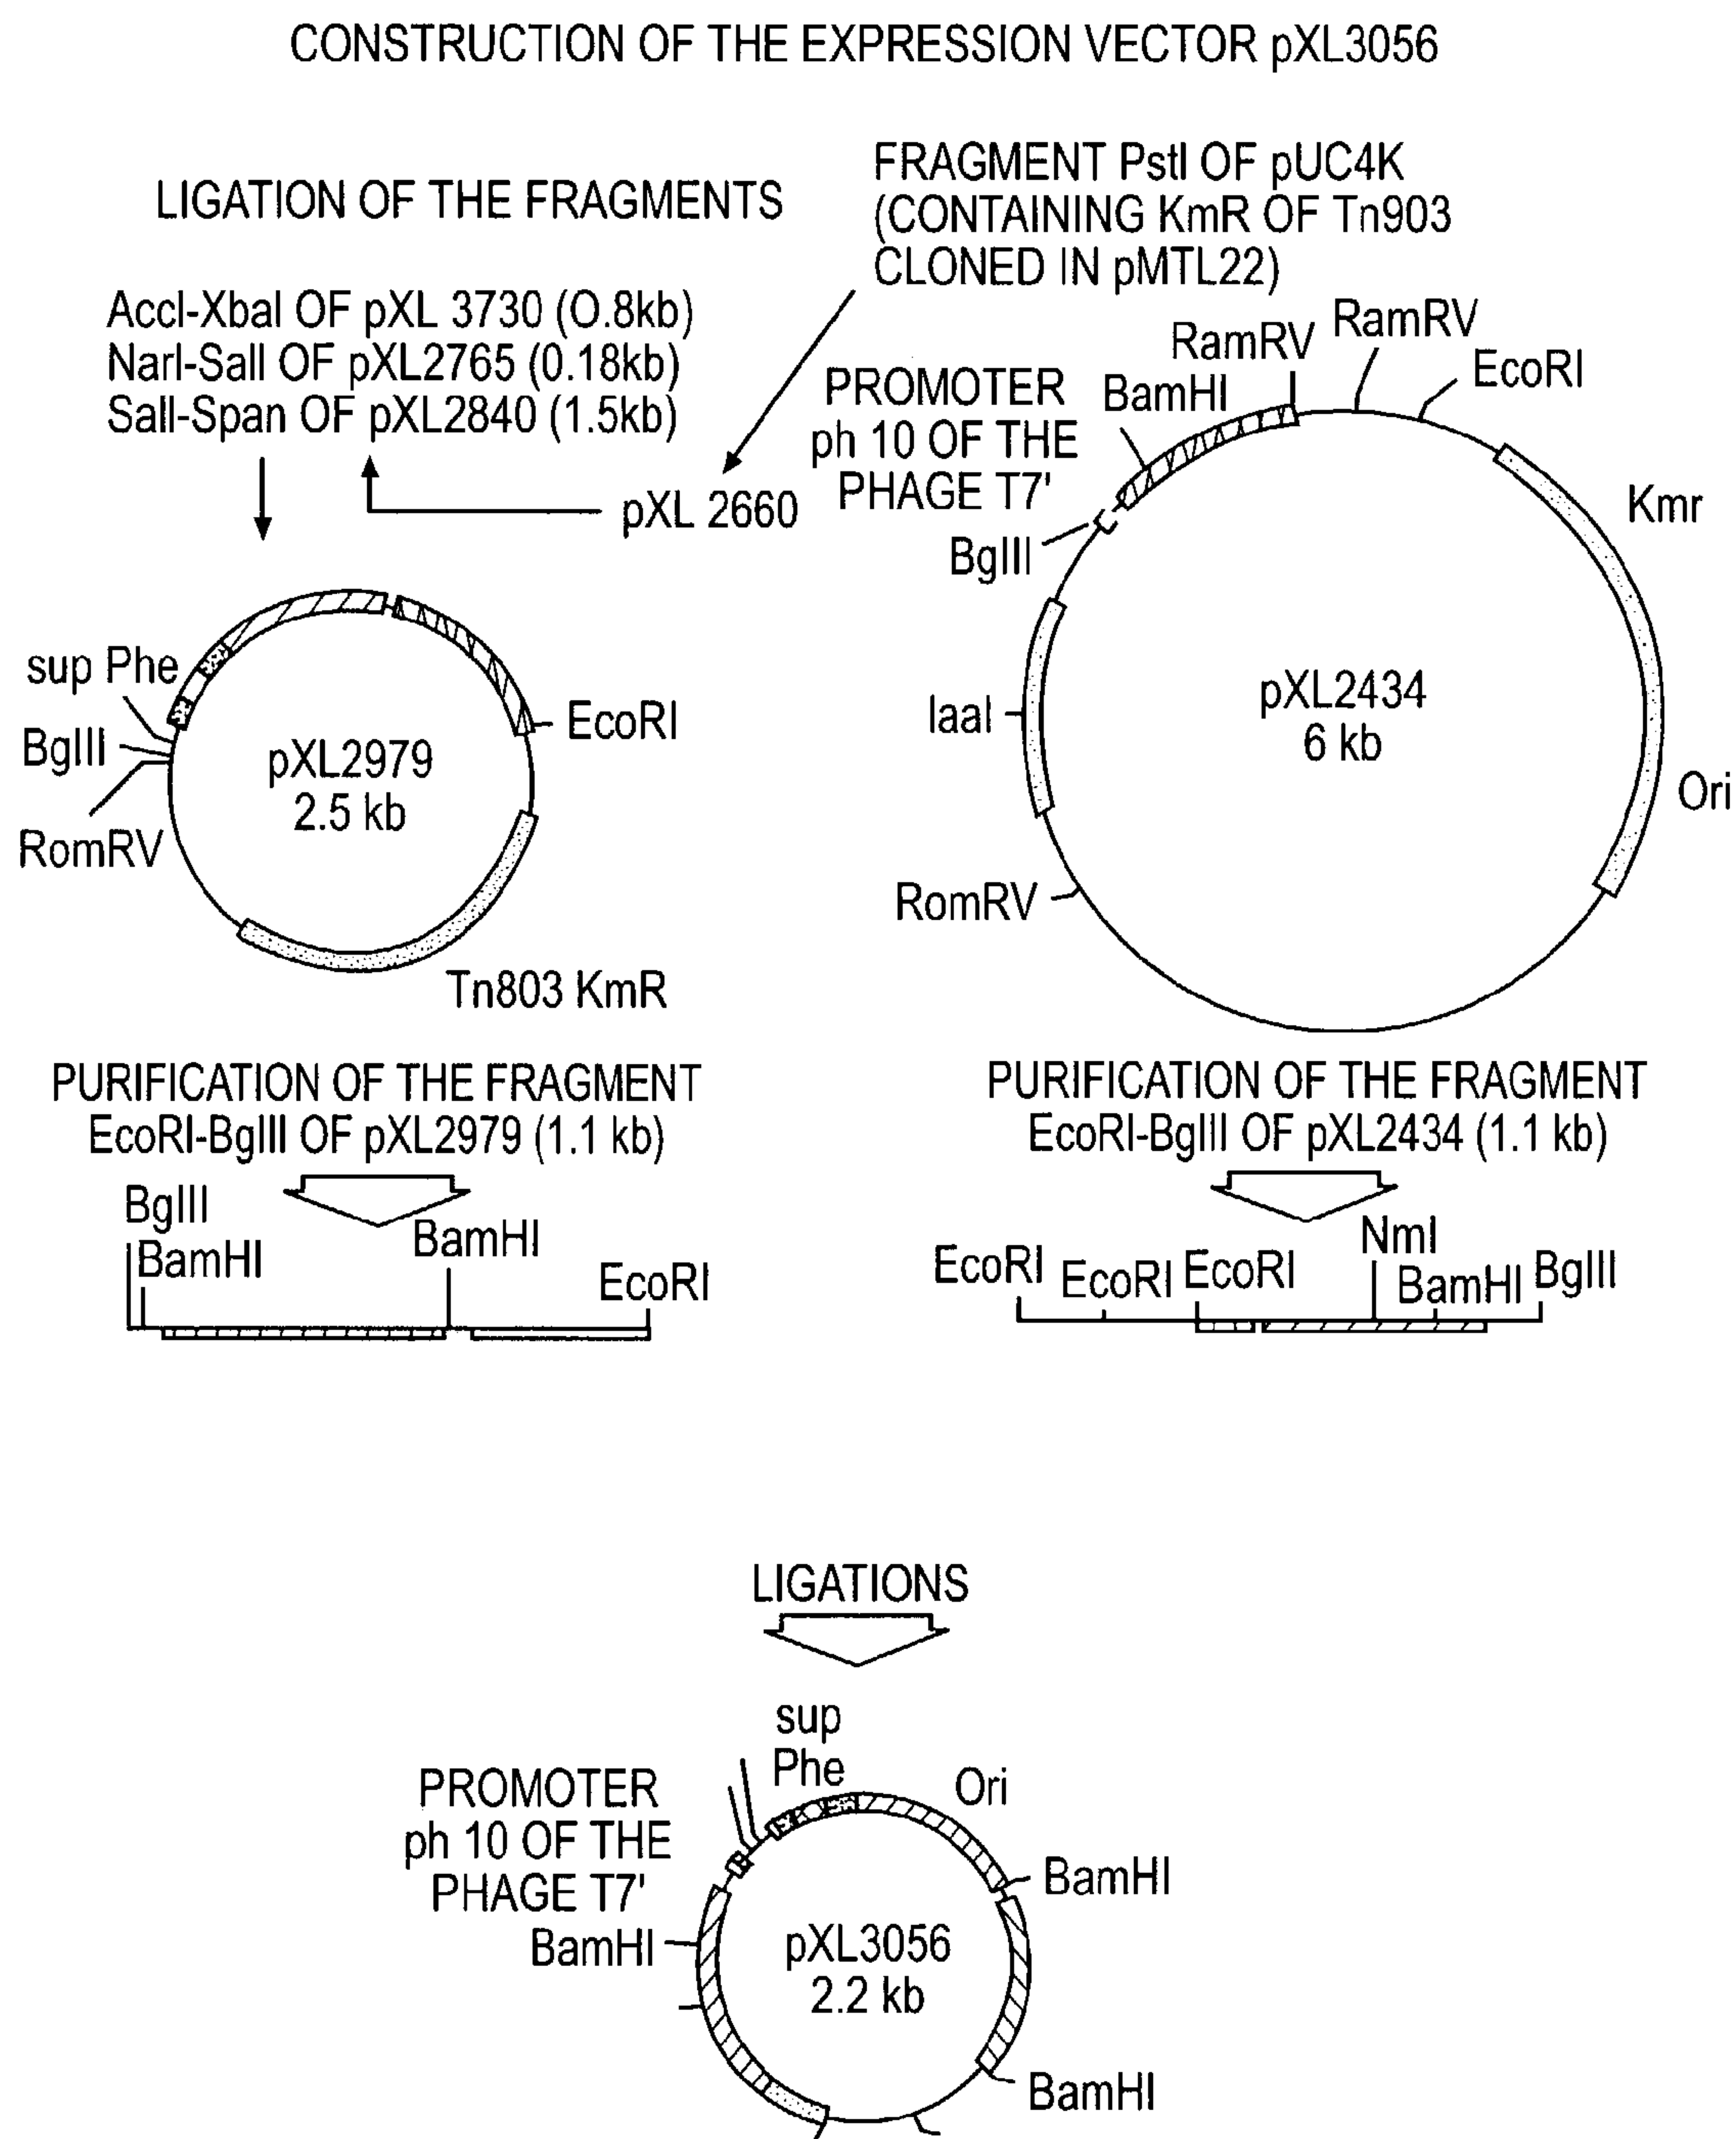 CONSTRUCTION OF THE EXPRESSION VECTOR pXL3056
LIGATION OF THE FRAGMENTS
FRAGMENT PstI OF pUC4K
(CONTAINING KmR OF Tn903
CLONED IN pMTL22)
AccI-XbaI OF pXL 3730 (0.8kb)
NarI-SalI OF pXL2765 (0.18kb)
SalI-Span OF pXL2840 (1.5kb)
pXL 2660
PROMOTER
ph 10 OF THE
PHAGE T7'
BamHI
RamRV
RamRV
EcoRI
Kmr
BglII
laal
pXL2434
6 kb
Ori
RomRV
sup Phe
BglII
RomRV
pXL2979
2.5 kb
EcoRI
Tn803 KmR
PURIFICATION OF THE FRAGMENT
EcoRI-BglII OF pXL2979 (1.1 kb)
BglII
BamHI
BamHI
EcoRI
PURIFICATION OF THE FRAGMENT
EcoRI-BglII OF pXL2434 (1.1 kb)
EcoRI
EcoRI
EcoRI
NmI
BamHI
BglII
LIGATIONS
sup
Phe
Ori
PROMOTER
ph 10 OF THE
PHAGE T7'
BamHI
BamHI
pXL3056
2.2 kb
BamHI